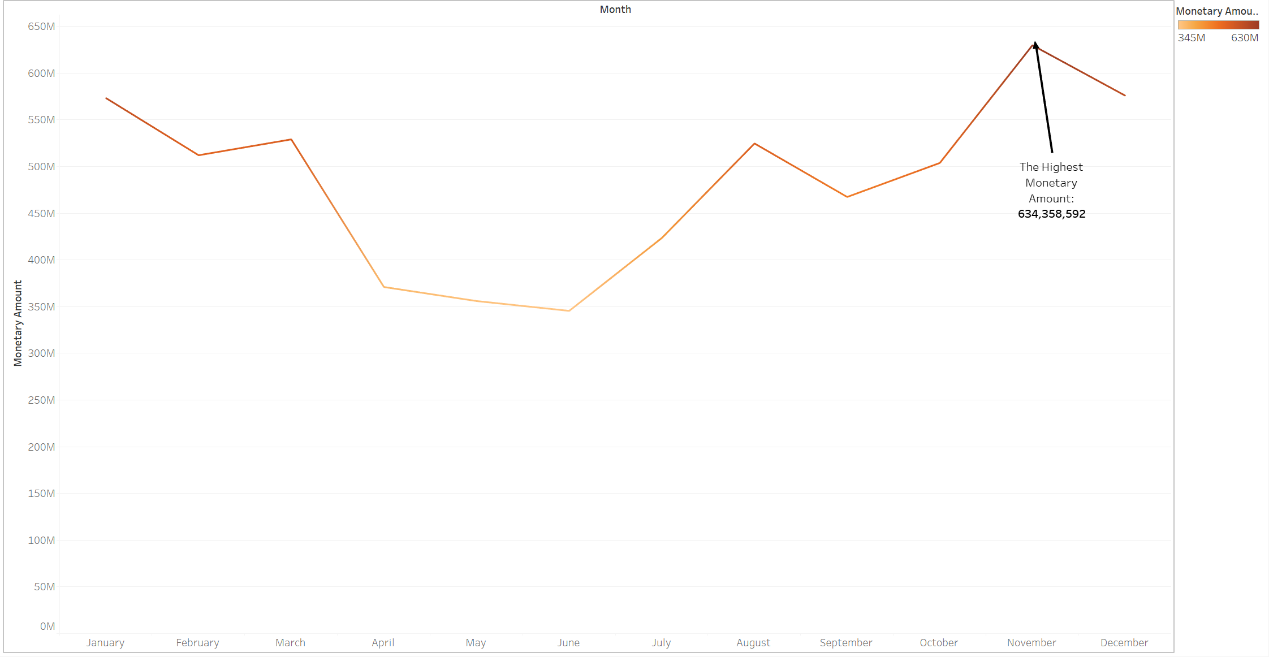 Month
Monetary Amou..
345M 630M
650M
600M
550M
500M
450M
400M
350M
300M
250M
200M
150M
100M
50M
0M
Monetary Amount
The Highest
Monetary
Amount:
634,358,592
January February March April May June July August September October November December